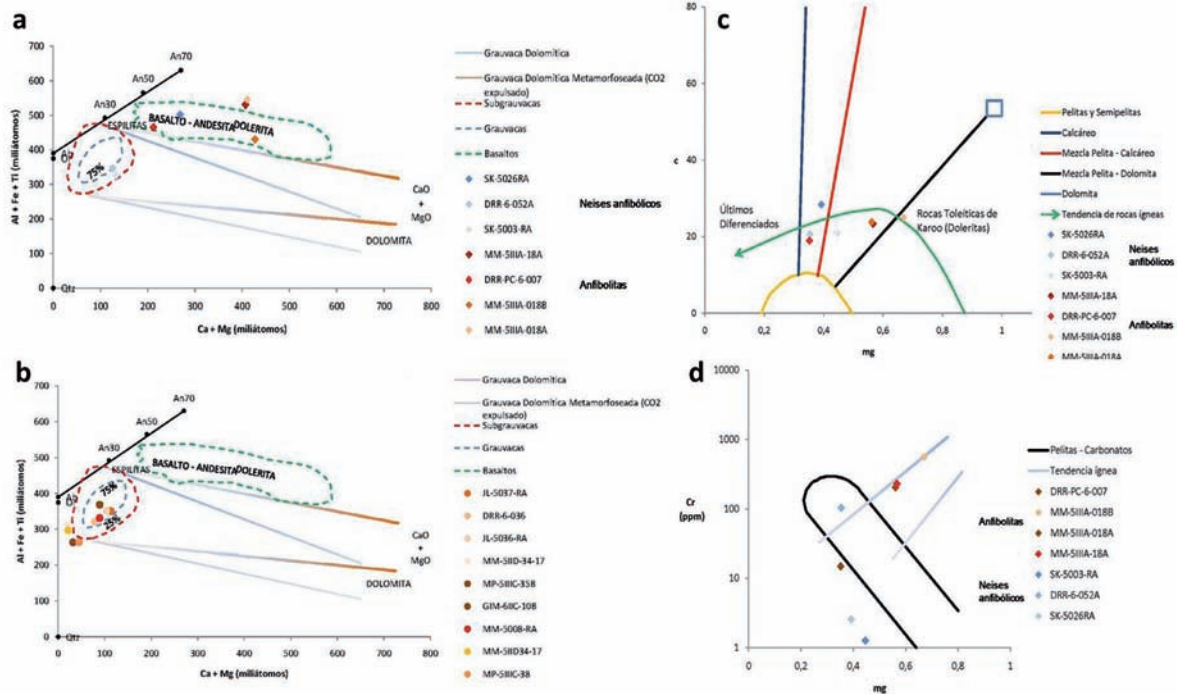 a
700
600
500
400
300
200
100
0
Al + Fe + Ti (miliátomos)
An70
An50
An30
ESPILITAS
BASALTO - ANDESITA
DOLERITA
75%
Qtz
CaO
+
MgO
DOLOMITA
0 100 200 300 400 500 600 700 800
Ca + Mg (miliátomos)
Grauvaca Dolomítica
Grauvaca Dolomítica Metamorfoseada (CO2
expulsado)
Subgrauvacas
Grauvacas
Basaltos
SK-5026RA
DRR-6-052A
SK-5003-RA
MM-5IIIA-18A
DRR-PC-6-007
MM-5IIIA-018B
MM-5IIIA-018A
Neises anfibólicos
Anfibolitas
b
700
600
500
400
300
200
100
0
Al + Fe + Ti (miliátomos)
An70
An50
An30
ESPILITAS
BASALTO - ANDESITA
DOLERITA
75%
Qtz
CaO
+
MgO
DOLOMITA
0 100 200 300 400 500 600 700 800
Ca + Mg (miliátomos)
Grauvaca Dolomítica
Grauvaca Dolomítica Metamorfoseada (CO2
expulsado)
Subgrauvacas
Grauvacas
Basaltos
JL-5037-RA
DRR-6-036
JL-5036-RA
MM-5IID-34-17
MP-5IIIC-35B
GIM-6IIC-10B
MM-5008-RA
MM-5IID34-17
MP-5IIIC-38
c
80
60
40
20
0
c
0 0,2 0,4 0,6 0,8 1
mg
Últimos
Diferenciados
Rocas Toleíticas de
Karoo (Doleritas)
Pelitas y Semipelitas
Calcáreo
Mezcla Pelita - Calcáreo
Mezcla Pelita - Dolomita
Dolomita
Tendencia de rocas ígneas
SK-5026RA
DRR-6-052A
SK-5003-RA
MM-5IIIA-18A
DRR-PC-6-007
MM-5IIIA-018B
MM-5IIIA-018A
Neises
anfibólicos
Anfibolitas
d
10000
1000
100
10
1
Cr
(ppm)
0 0,2 0,4 0,6 0,8 1
mg
Pelitas - Carbonatos
Tendencia ígnea
DRR-PC-6-007
MM-5IIIA-018B
MM-5IIIA-018A
MM-5IIIA-18A
SK-5003-RA
DRR-6-052A
SK-5026RA
Anfibolitas
Neises
anfibólicos